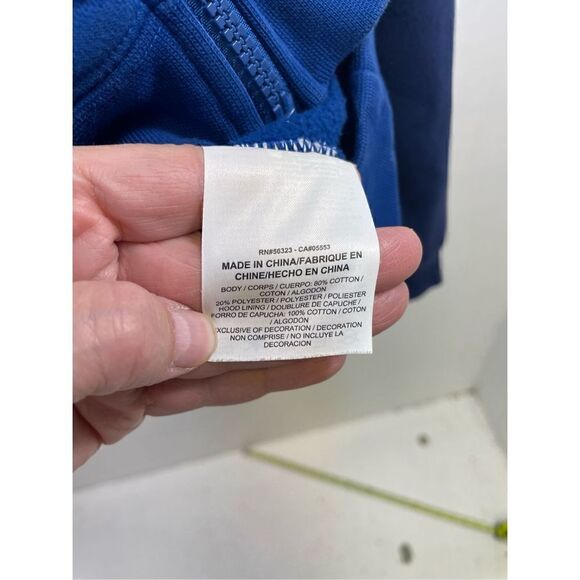 RN#56323 - CA#05553
MADE IN CHINA/FABRIQUE EN
CHINE/HECHO EN CHINA
BODY / CORPS / CUERPO: 80% COTTON /
COTON / ALGODON
20% POLYESTER / POLYESTER / POLIESTER
HOOD LINING / DOUBLURE DE CAPUCHE /
FORRO DE CAPUCHA: 100% COTTON / COTON
/ ALGODON
EXCLUSIVE OF DECORATION / DECORATION
NON COMPRISE / NO INCLUYE LA
DECORACION